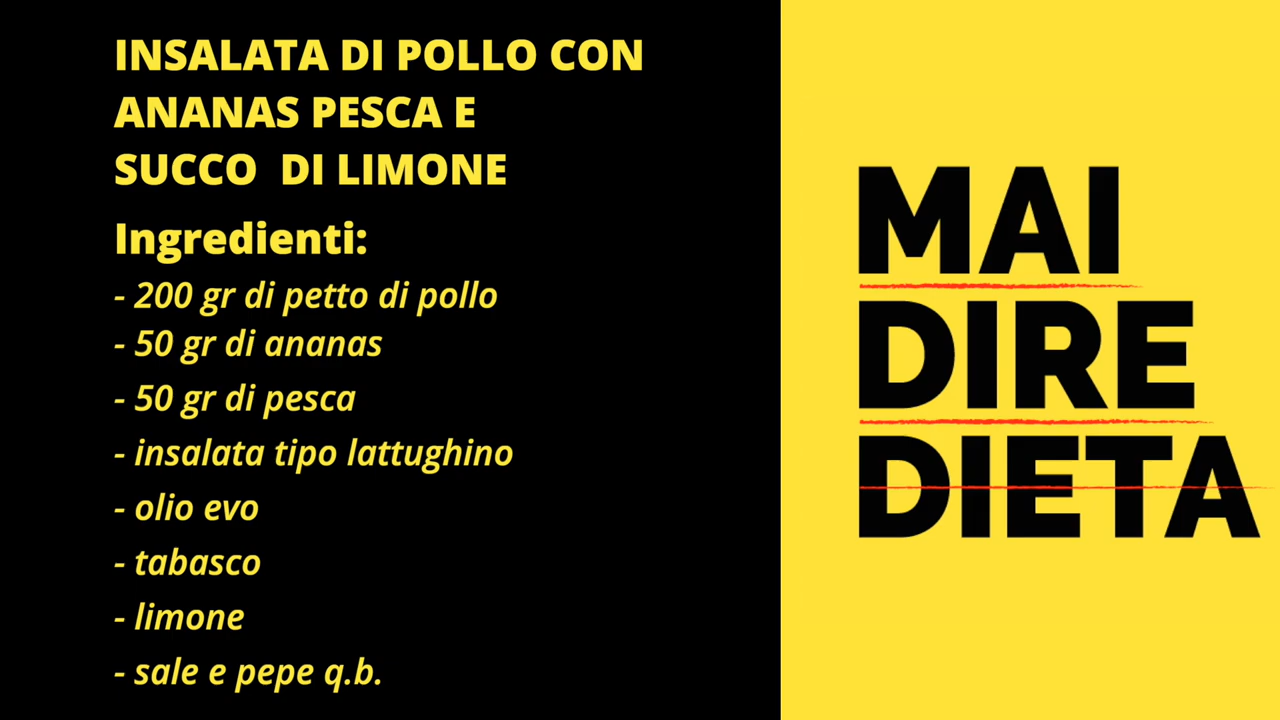 INSALATA DI POLLO CON
ANANAS PESCA E
SUCCO  DI LIMONE
Ingredienti:
- 200 gr di petto di pollo
- 50 gr di ananas
- 50 gr di pesca
- insalata tipo lattughino
- olio evo
- tabasco
- limone
- sale e pepe q.b.
MAI
DIRE
DIETA